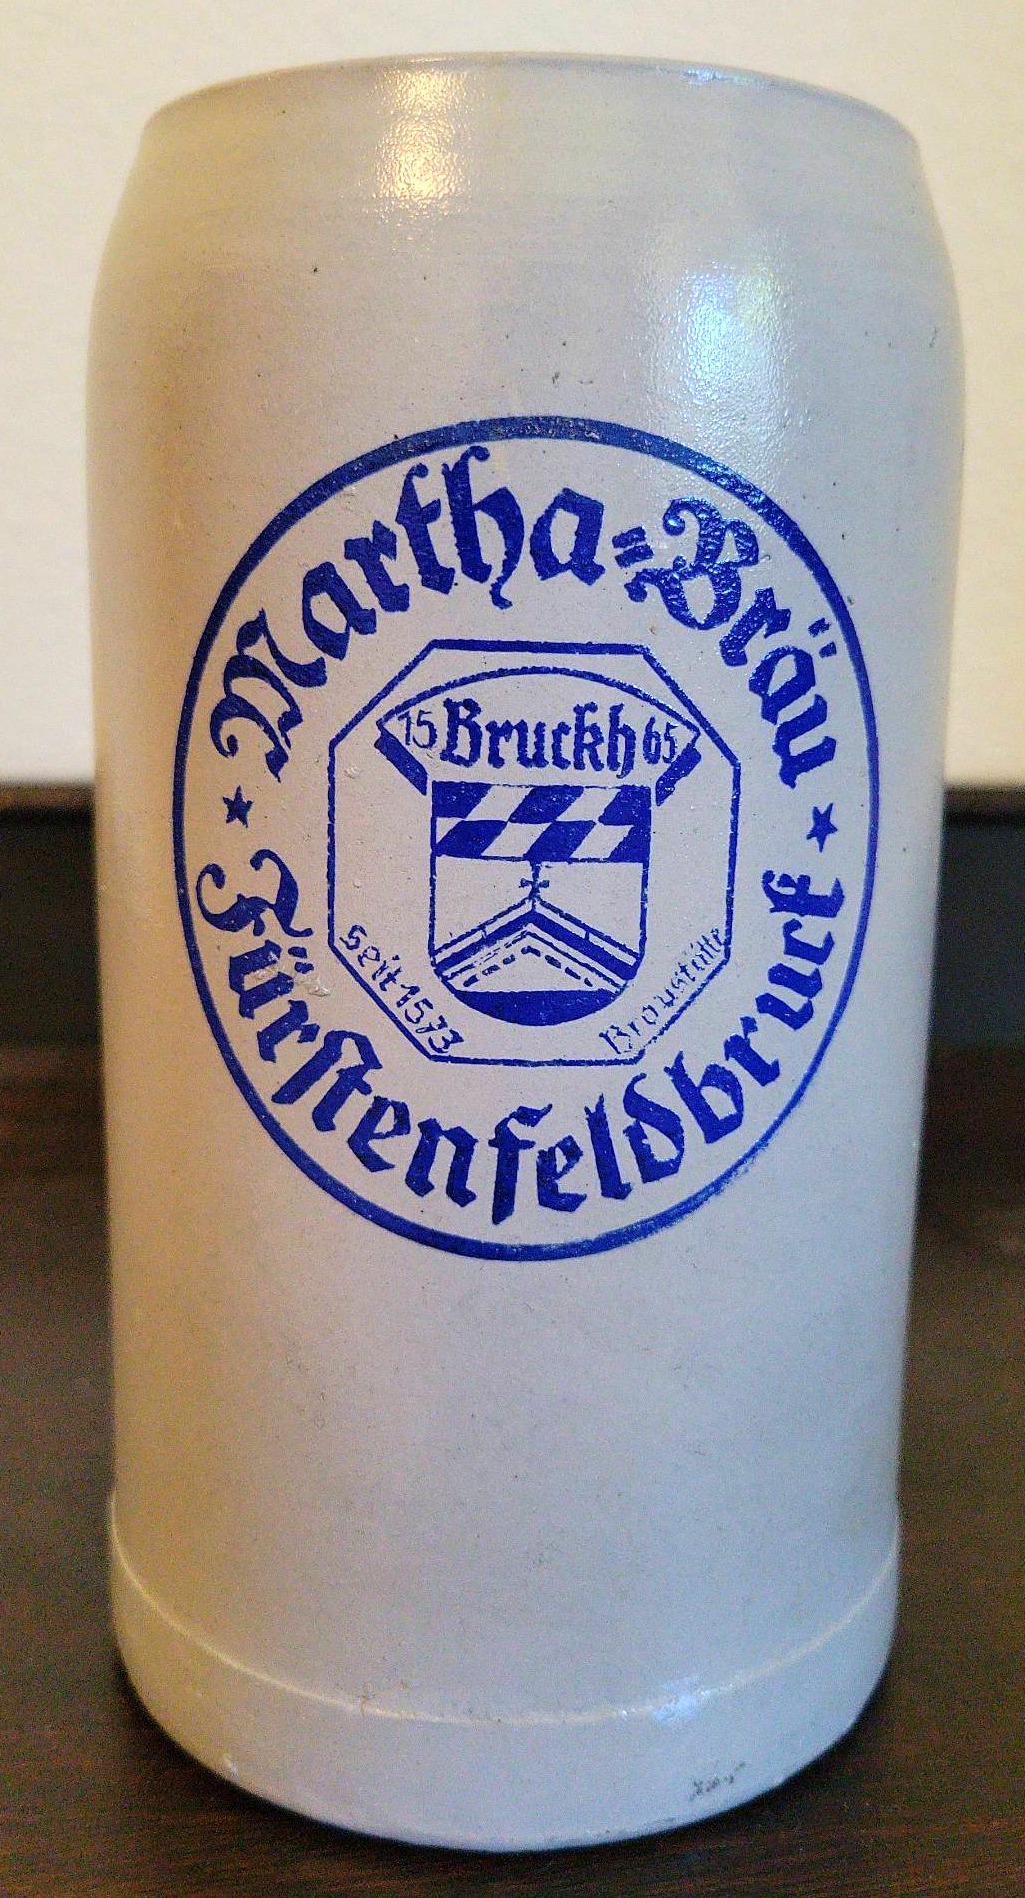 Martha=Bräu
15 Bruckh 65
Seit 1573
Braustätte
Fürstenfeldbruck